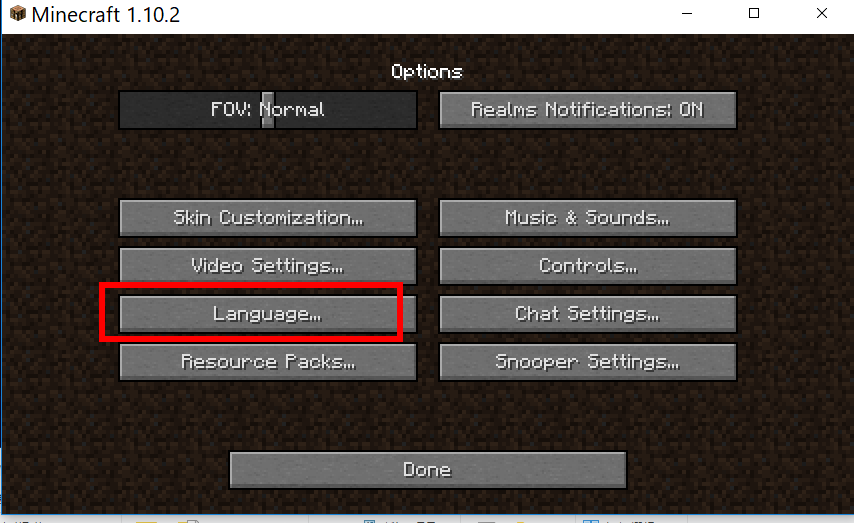 Minecraft 1.10.2
Options
FOV: Normal
Realms Notifications: ON
Skin Customization...
Music & Sounds...
Video Settings...
Controls...
Language...
Chat Settings...
Resource Packs...
Snooper Settings...
Done